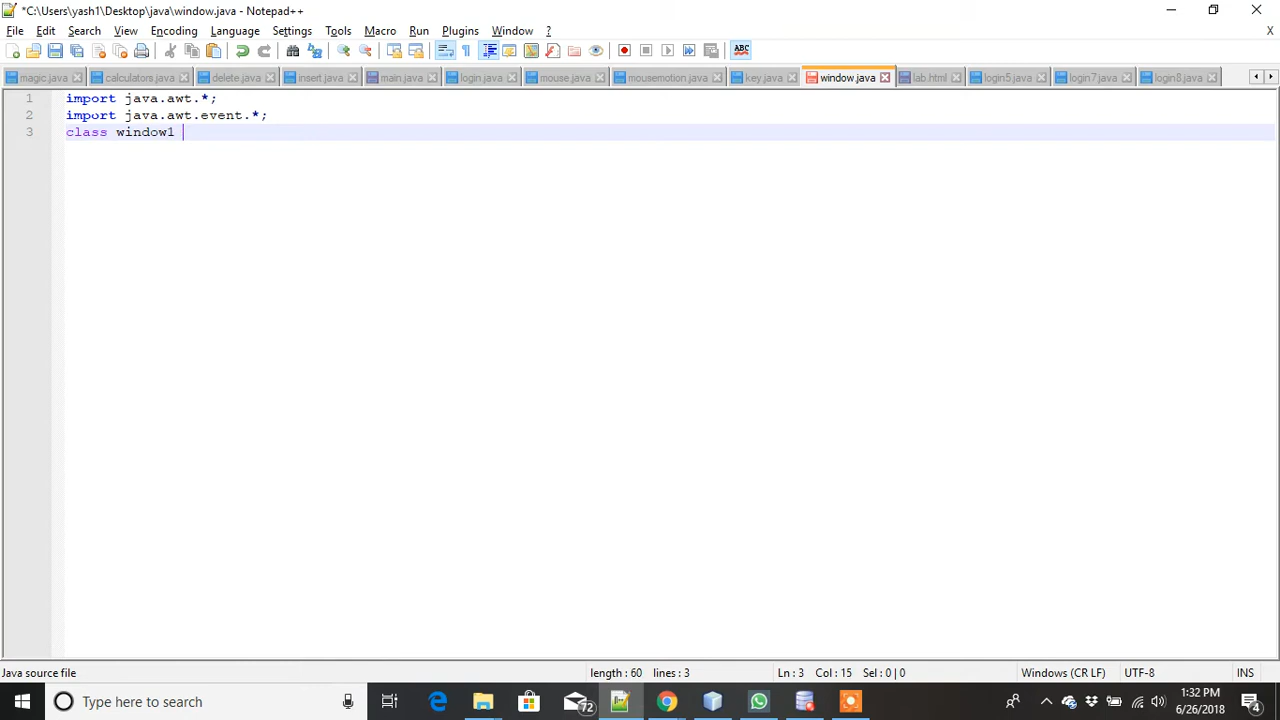 *C:\Users\yash1\Desktop\java\window.java - Notepad++
File Edit Search View Encoding Language Settings Tools Macro Run Plugins Window ?
X
ABC
magic.java calculators.java delete.java insert.java main.java login.java mouse.java mousemotion.java key.java window.java lab.html login5.java login7.java login8.java
1 import java.awt.*;
2 import java.awt.event.*;
3 class window1
Java source file length : 60 lines : 3 Ln : 3 Col : 15 Sel : 0 | 0 Windows (CR LF) UTF-8 INS
Type here to search
72
1:32 PM
6/26/2018
4